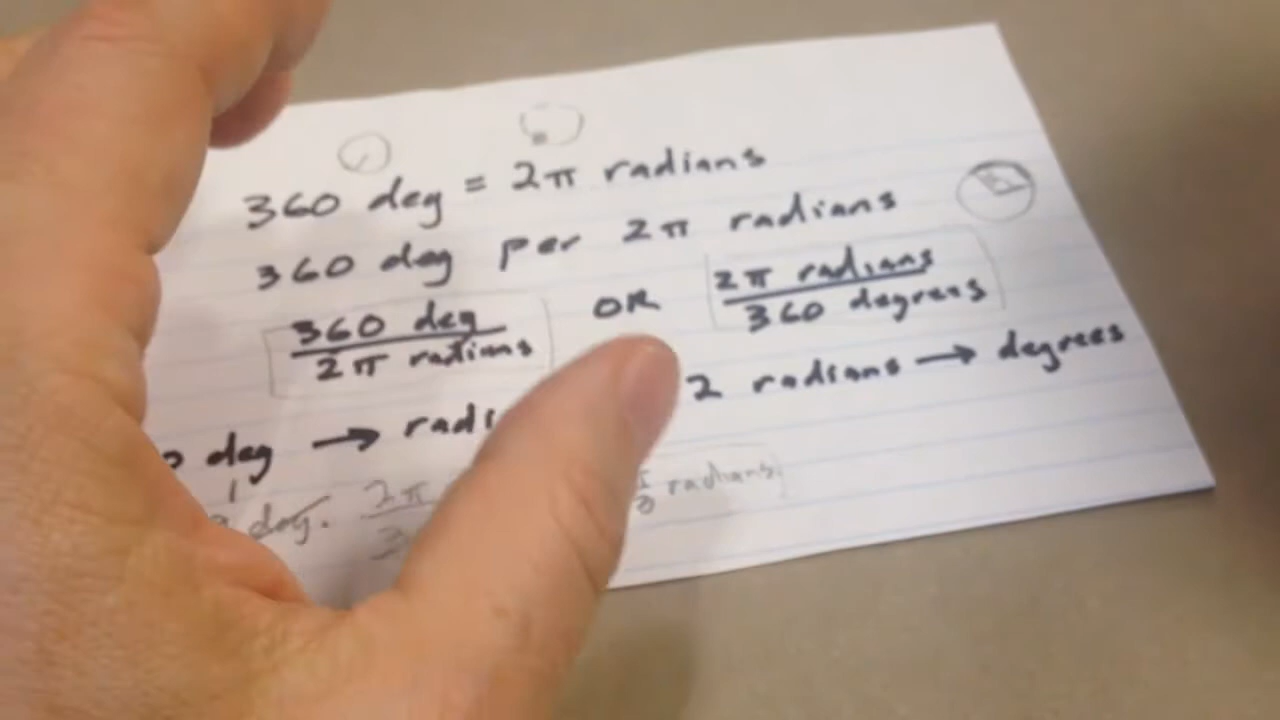 360 deg = 2π radians
360 deg per 2π radians
360 deg
2π radians
OR
2π radians
360 degrees
deg → radi
2 radians → degrees
deg. 2π radians